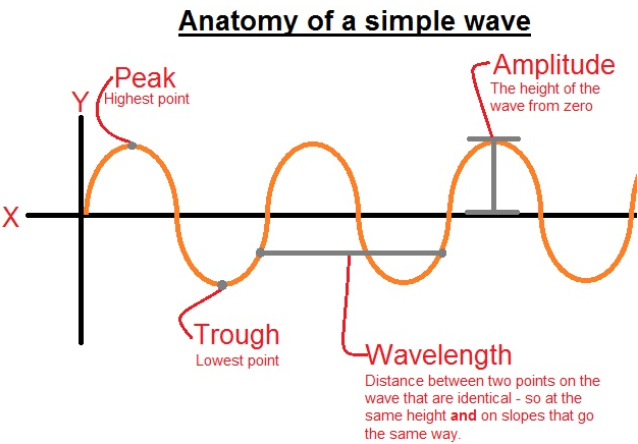 Anatomy of a simple wave
Peak
Highest point
Y
Amplitude
The height of the
wave from zero
X
Trough
Lowest point
Wavelength
Distance between two points on the
wave that are identical - so at the
same height and on slopes that go
the same way.